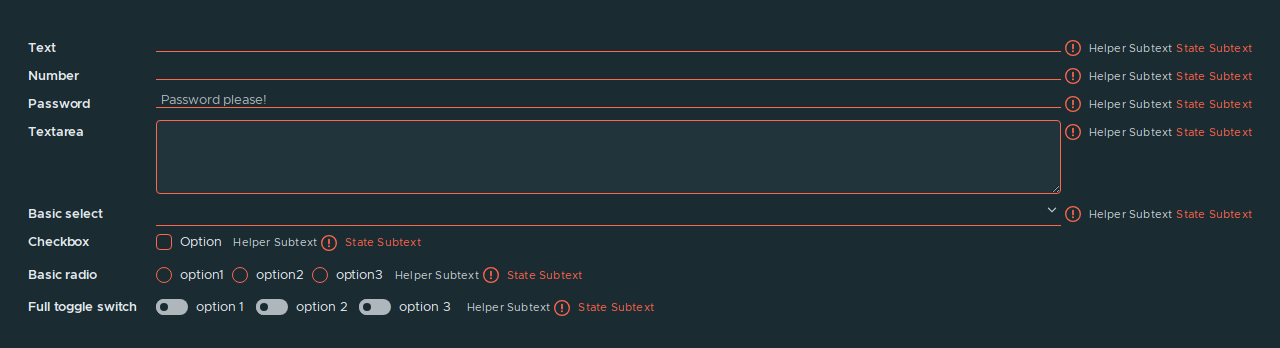 Text Helper Subtext State Subtext
Number Helper Subtext State Subtext
Password Password please! Helper Subtext State Subtext
Textarea Helper Subtext State Subtext
Basic select Helper Subtext State Subtext
Checkbox Option Helper Subtext State Subtext
Basic radio option1 option2 option3 Helper Subtext State Subtext
Full toggle switch option 1 option 2 option 3 Helper Subtext State Subtext